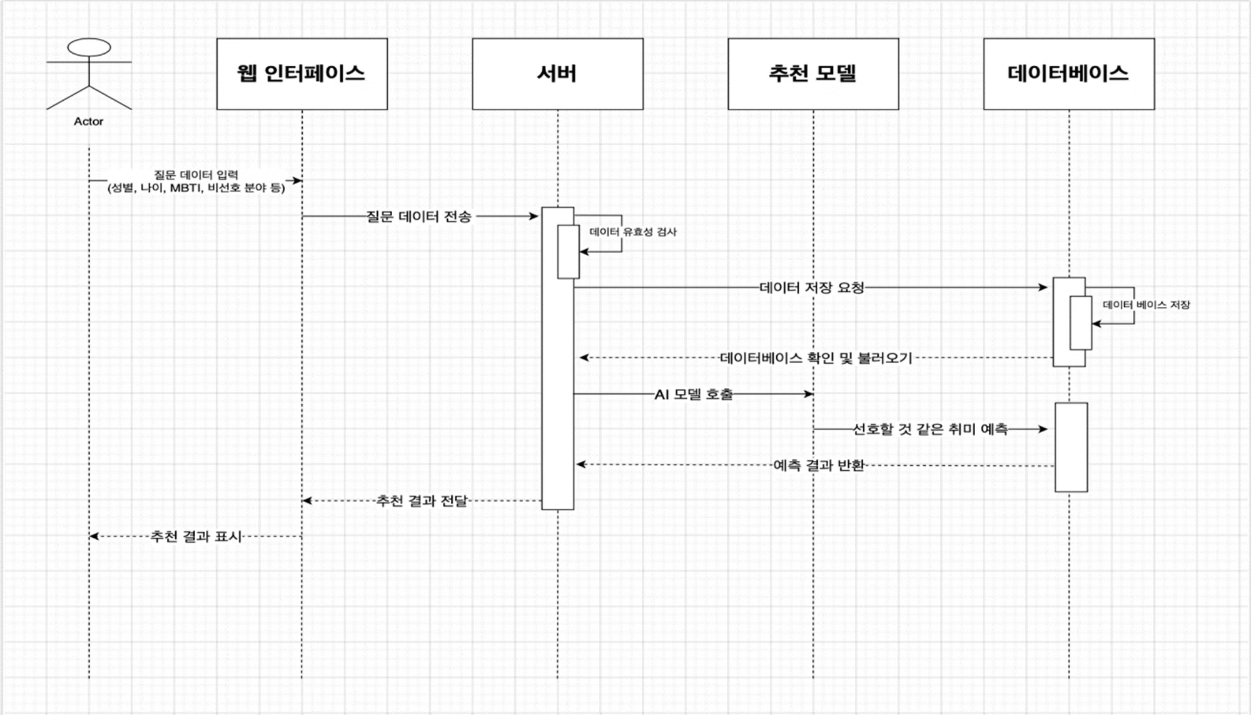 웹 인터페이스
서버
추천 모델
데이터베이스
Actor
질문 데이터 입력
(성별, 나이, MBTI, 비선호 분야 등)
질문 데이터 전송
데이터 유효성 검사
데이터 저장 요청
데이터 베이스 저장
데이터베이스 확인 및 불러오기
AI 모델 호출
선호할 것 같은 취미 예측
예측 결과 반환
추천 결과 전달
추천 결과 표시